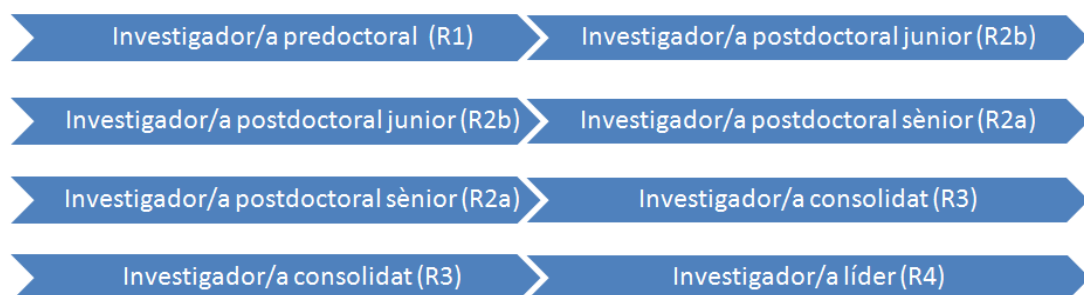 Investigador/a predoctoral (R1) Investigador/a postdoctoral junior (R2b)
Investigador/a postdoctoral junior (R2b) Investigador/a postdoctoral sènior (R2a)
Investigador/a postdoctoral sènior (R2a) Investigador/a consolidat (R3)
Investigador/a consolidat (R3) Investigador/a líder (R4)